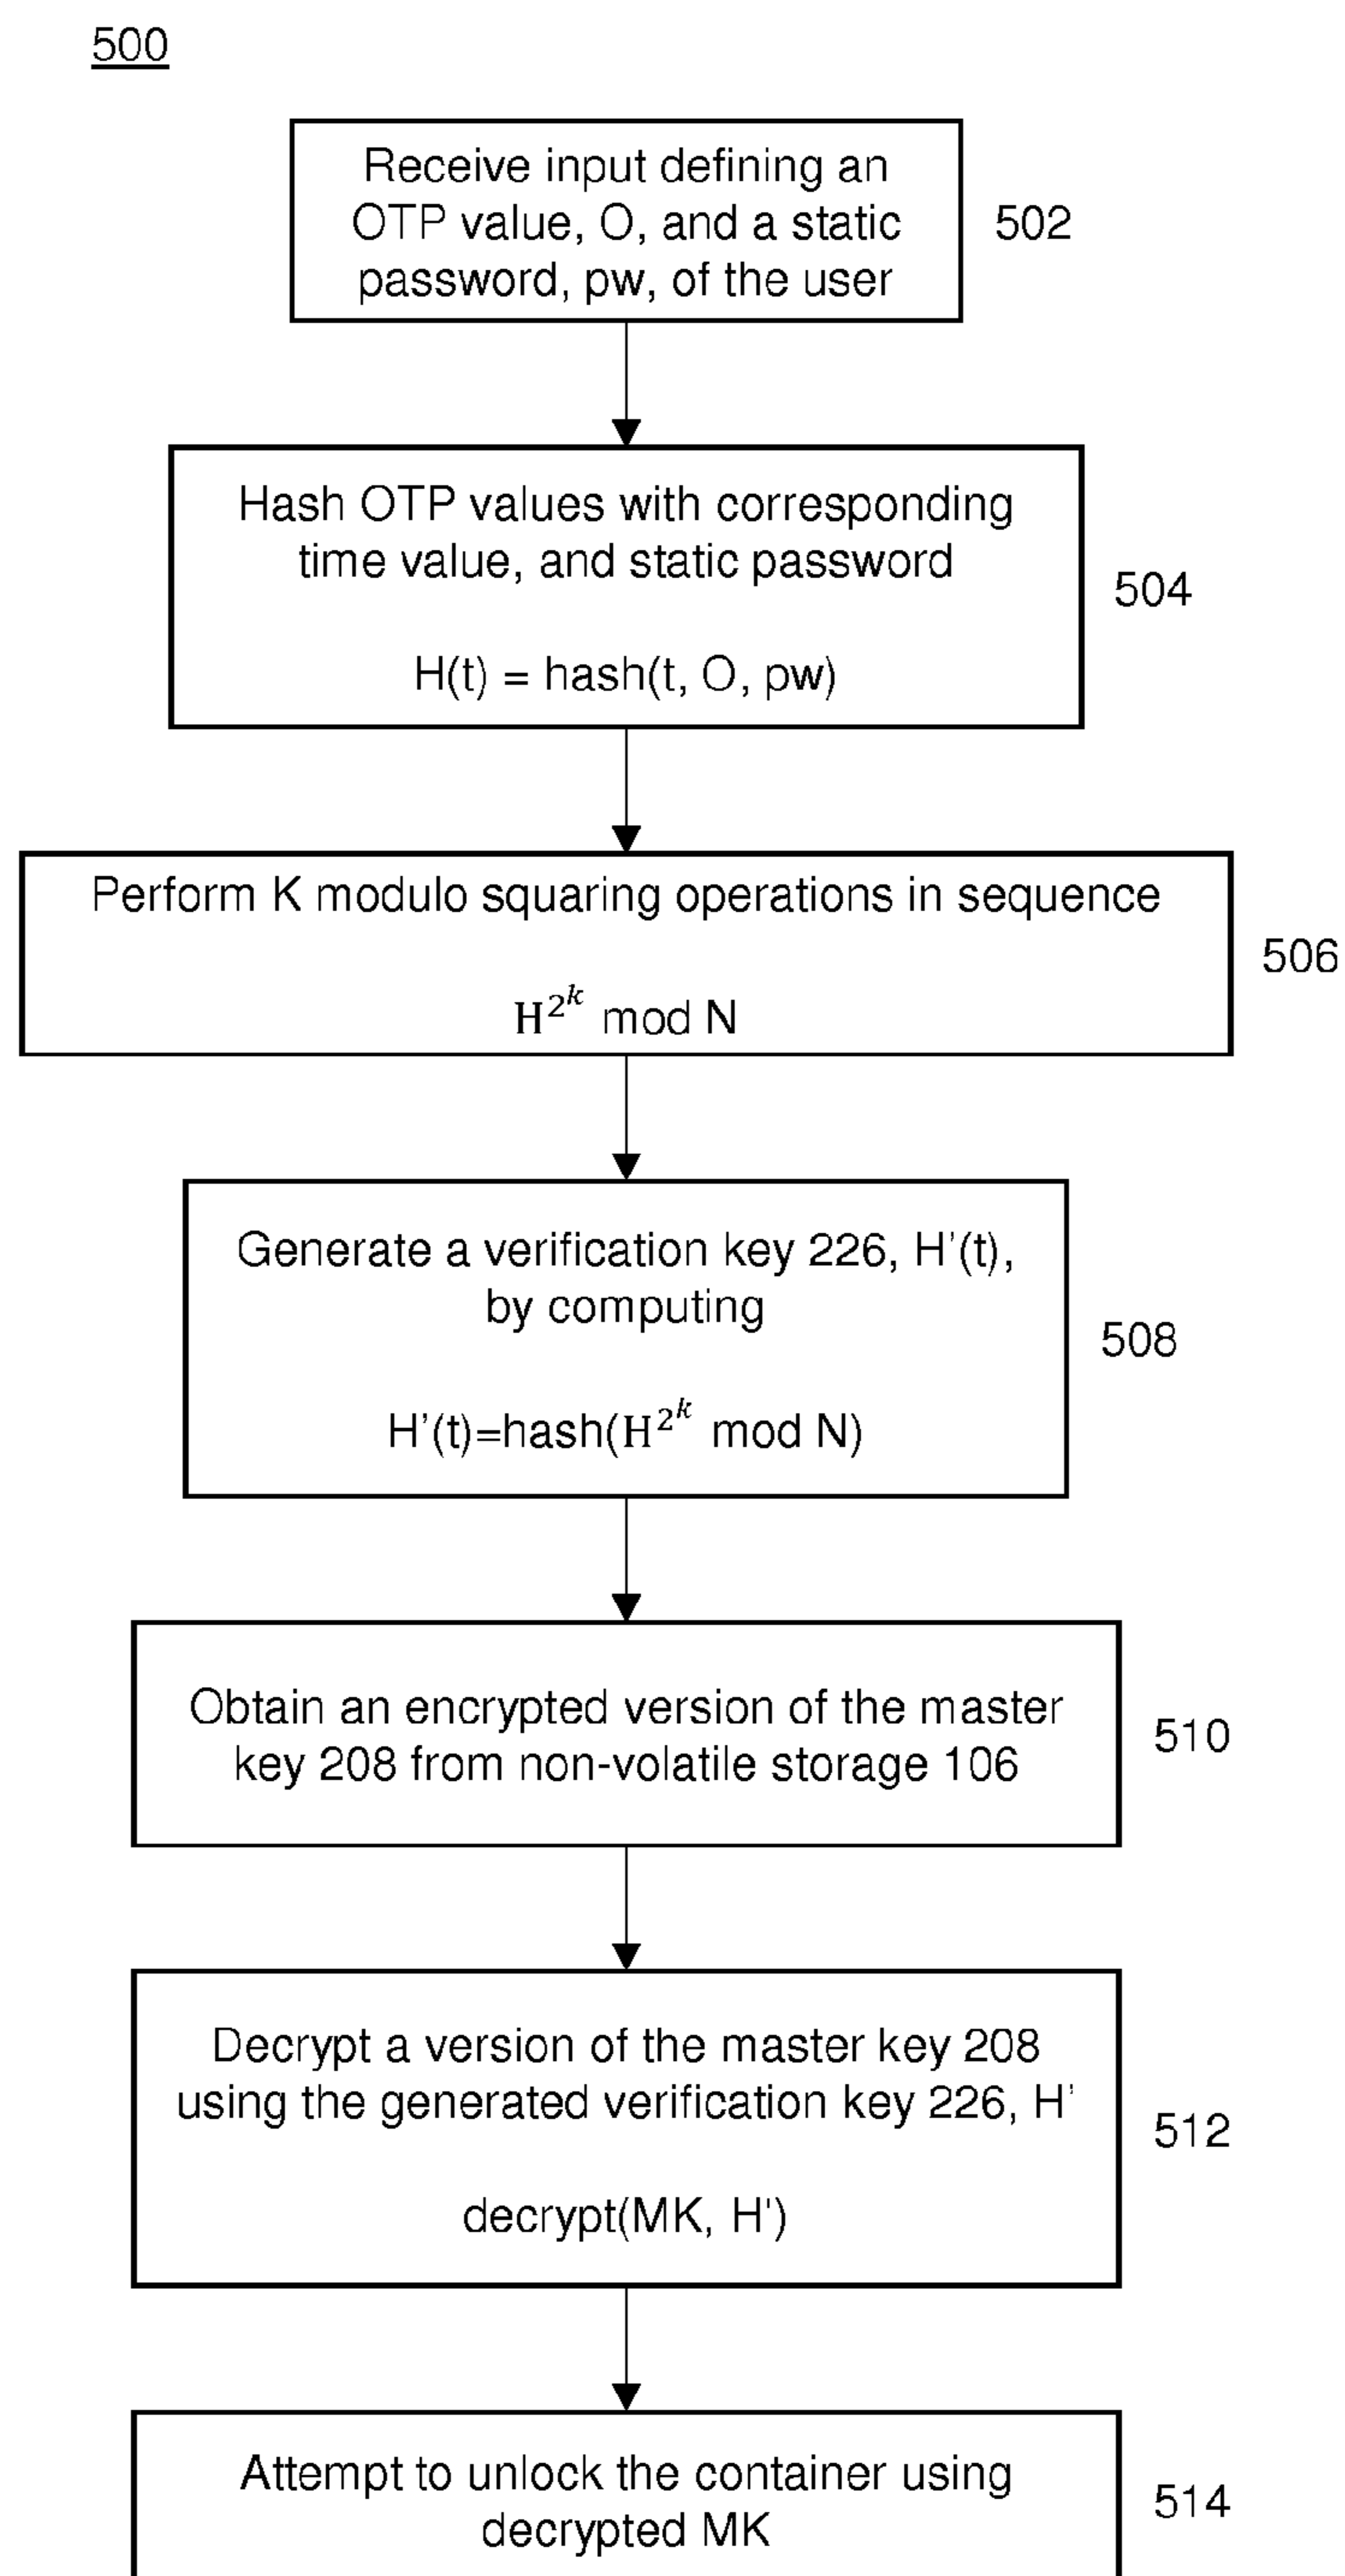 500
Receive input defining an
OTP value, O, and a static
password, pw, of the user
502
Hash OTP values with corresponding
time value, and static password
H(t) = hash(t, O, pw)
504
Perform K modulo squaring operations in sequence
H^{2^k} mod N
506
Generate a verification key 226, H'(t),
by computing
H'(t)=hash(H^{2^k} mod N)
508
Obtain an encrypted version of the master
key 208 from non-volatile storage 106
510
Decrypt a version of the master key 208
using the generated verification key 226, H'
decrypt(MK, H')
512
Attempt to unlock the container using
decrypted MK
514